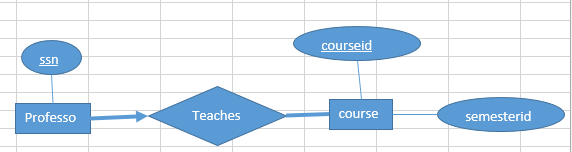 courseid
ssn
Professo
Teaches
course
semesterid